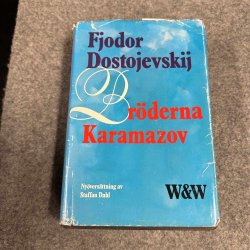 Fjodor
Dostojevskij
Bröderna
Karamazov
Nyöversättning av
Staffan Dahl
W&W